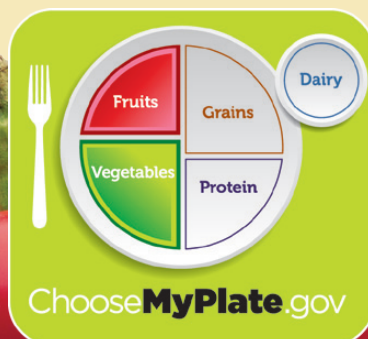 Dairy
Fruits
Grains
Vegetables
Protein
ChooseMyPlate.gov